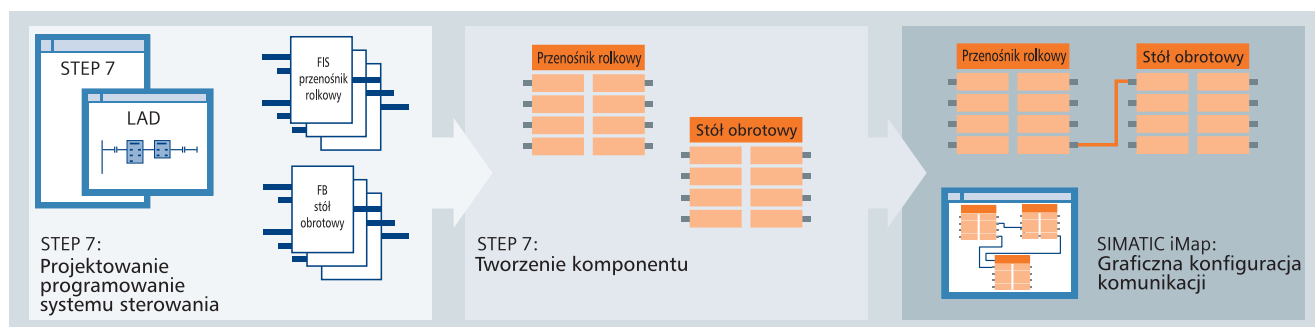 STEP 7
LAD
FIS
przenośnik
rolkowy
FB
stół
obrotowy
STEP 7:
Projektowanie
programowanie
systemu sterowania
Przenośnik rolkowy
Stół obrotowy
STEP 7:
Tworzenie komponentu
Przenośnik rolkowy
Stół obrotowy
SIMATIC iMap:
Graficzna konfiguracja
komunikacji